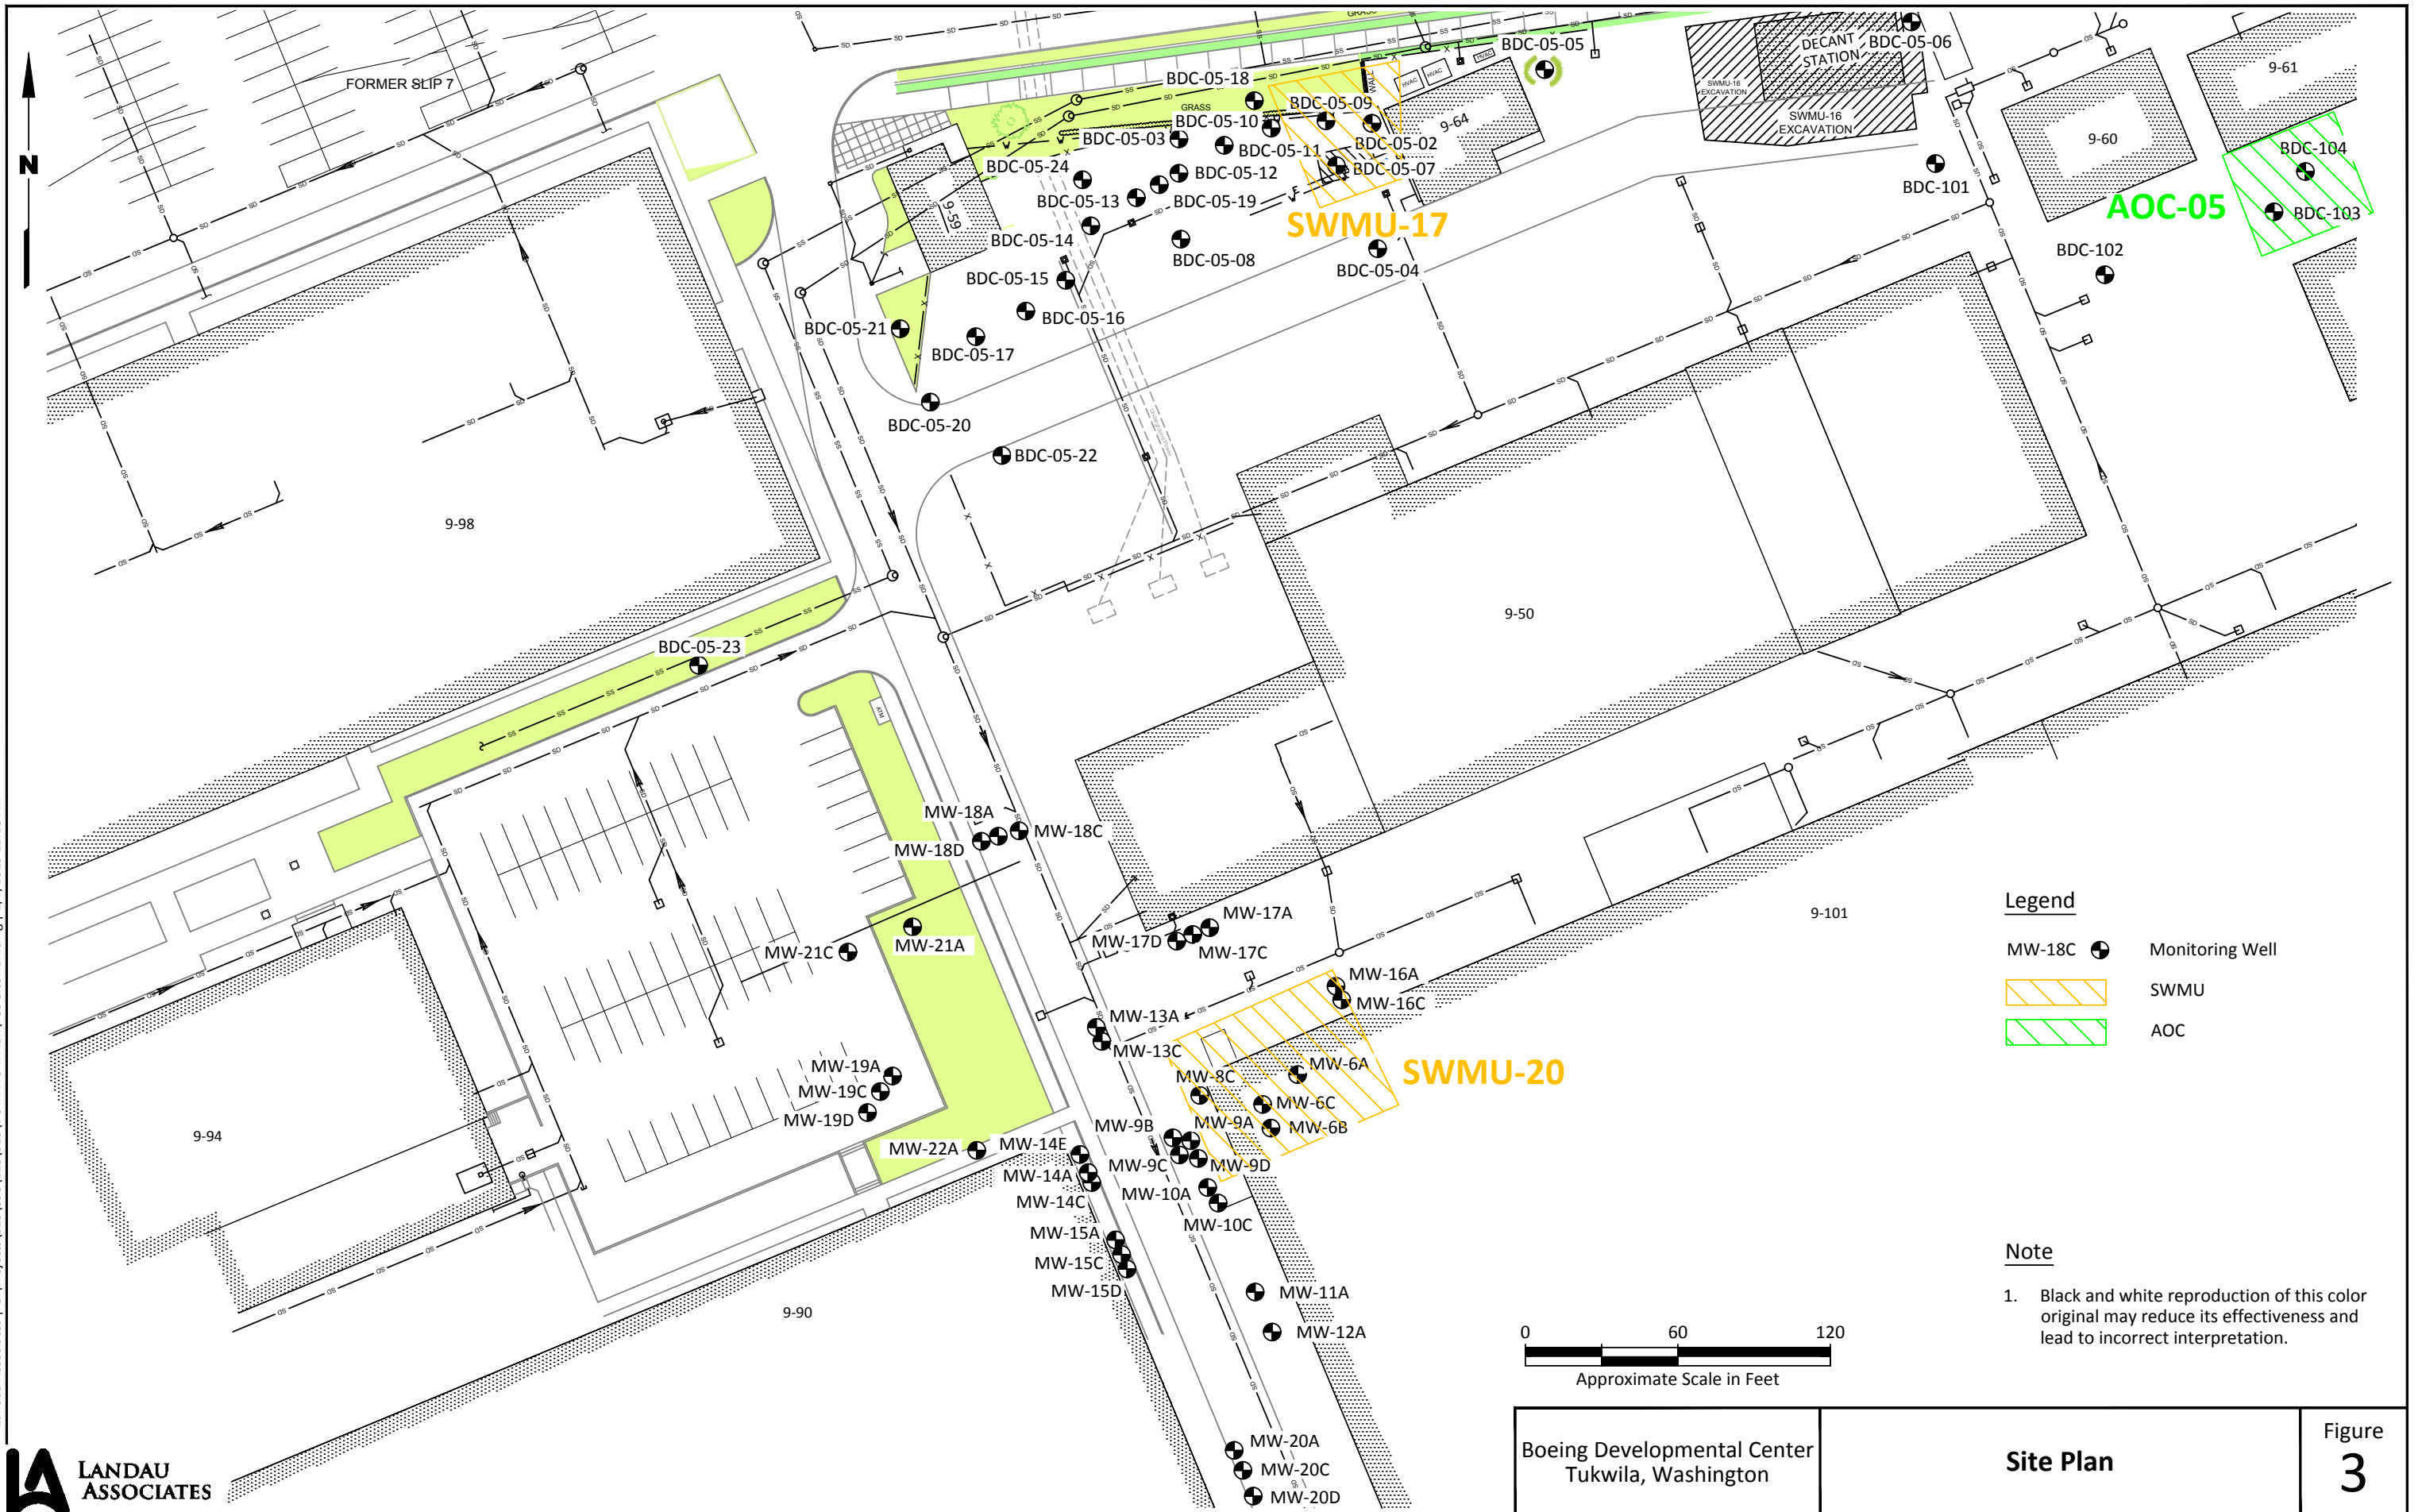 FORMER SLIP 7
N
GRASS
BDC-05-05
DECANT
STATION
BDC-05-06
SWMU-16
EXCAVATION
SWMU-16
EXCAVATION
9-61
9-60
BDC-104
BDC-103
AOC-05
BDC-101
BDC-102
BDC-05-18
GRASS
WALL
HVAC
HVAC
HVAC
BDC-05-09
BDC-05-10
9-64
BDC-05-03
BDC-05-11
BDC-05-02
BDC-05-24
BDC-05-12
BDC-05-07
BDC-05-13
BDC-05-19
9-59
SWMU-17
BDC-05-14
BDC-05-08
BDC-05-04
BDC-05-15
BDC-05-16
BDC-05-21
BDC-05-17
BDC-05-20
BDC-05-22
9-98
9-50
BDC-05-23
ATM
MW-18A
MW-18C
MW-18D
MW-17A
MW-17D
MW-17C
MW-21C
MW-21A
9-101
MW-16A
MW-16C
MW-13A
MW-13C
SWMU-20
MW-19A
MW-19C
MW-19D
MW-8C
MW-6A
MW-6C
MW-6B
MW-9B
MW-9A
MW-9C
MW-9D
9-94
MW-22A
MW-14E
MW-14A
MW-14C
MW-10A
MW-10C
MW-15A
MW-15C
MW-15D
MW-11A
MW-12A
9-90
MW-20A
MW-20C
MW-20D
Legend
MW-18C
Monitoring Well
SWMU
AOC
Note
1. Black and white reproduction of this color
original may reduce its effectiveness and
lead to incorrect interpretation.
0 60 120
Approximate Scale in Feet
LANDAU
ASSOCIATES
Boeing Developmental Center
Tukwila, Washington
Site Plan
Figure
3